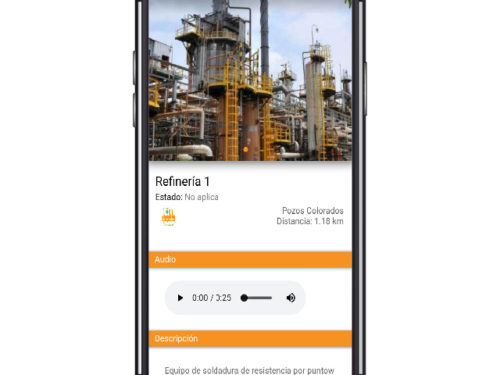 Refinería 1
Estado: No aplica
Pozos Colorados
Distancia: 1.18 km
Audio
0:00 / 0:25
Descripción
Equipo de soldadura de resistencia por puntow